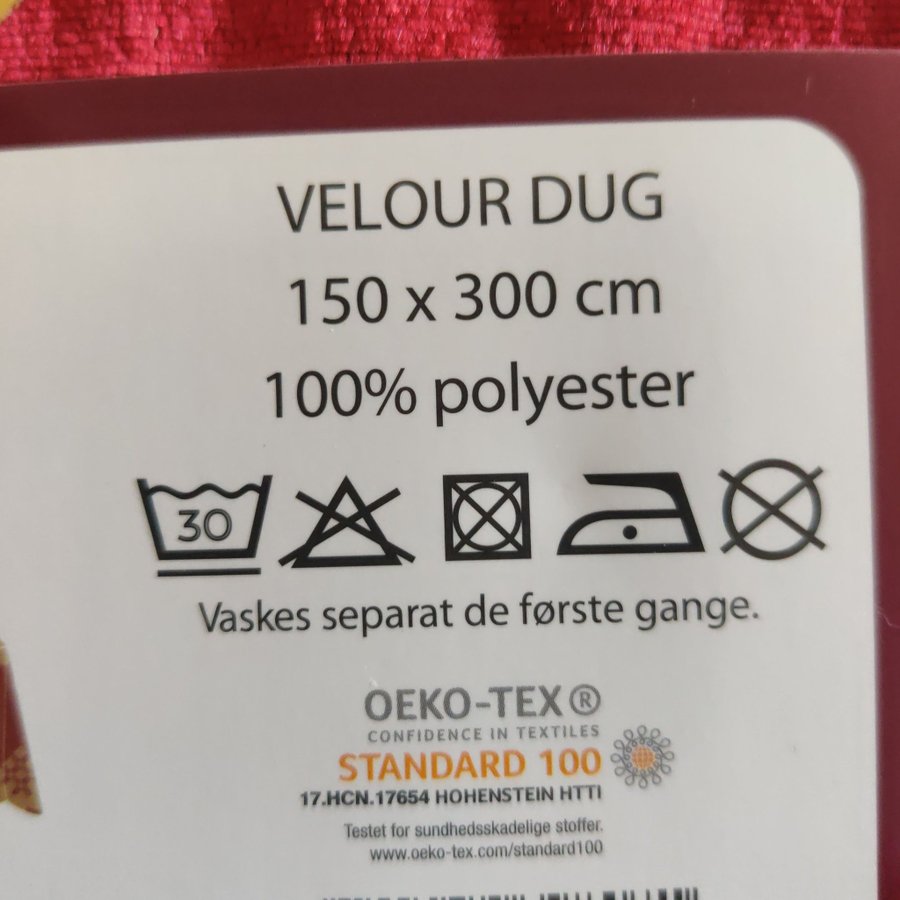 VELOUR DUG
150 x 300 cm
100% polyester
30
Vaskes separat de første gange.
OEKO-TEX®
CONFIDENCE IN TEXTILES
STANDARD 100
17.HCN.17654 HOHENSTEIN HTTI
Testet for sundhedsskadelige stoffer.
www.oeko-tex.com/standard100